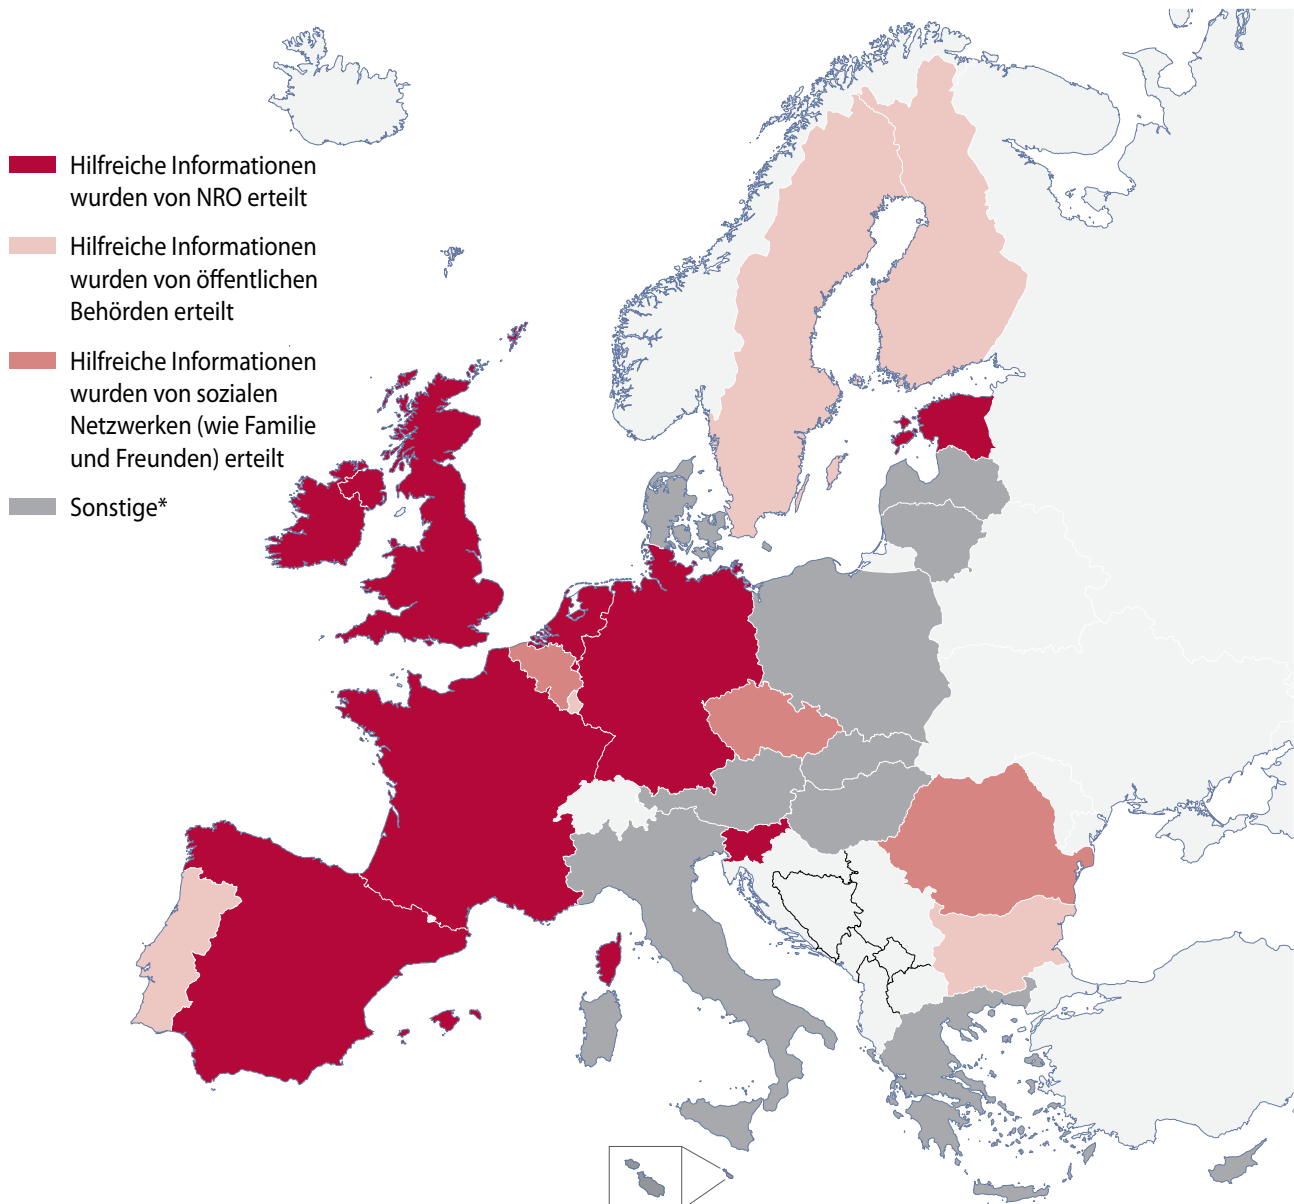 Hilfreiche Informationen
wurden von NRO erteilt
Hilfreiche Informationen
wurden von öffentlichen
Behörden erteilt
Hilfreiche Informationen
wurden von sozialen
Netzwerken (wie Familie
und Freunden) erteilt
Sonstige*